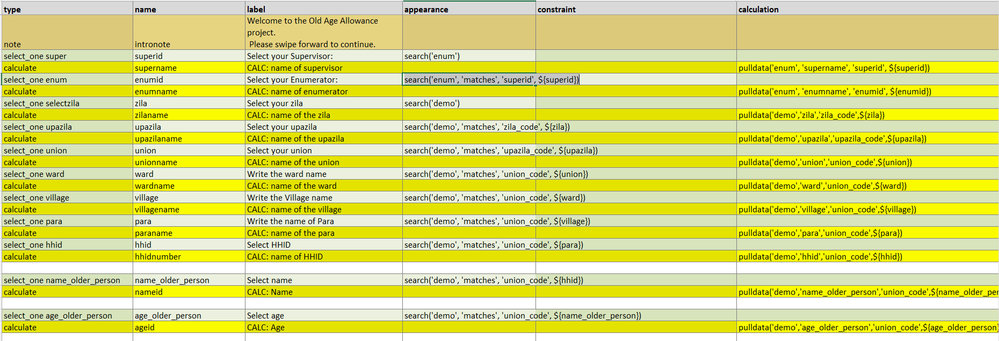 type name label appearance constraint calculation
Welcome to the Old Age Allowance
project.
note intronote Please swipe forward to continue.
select_one super superid Select your Supervisor: search('enum')
calculate supername CALC: name of supervisor pulldata('enum', 'supername', 'superid', ${superid})
select_one enum enumid Select your Enumerator: search('enum', 'matches', 'superid', ${superid})
calculate enumname CALC: name of enumerator pulldata('enum', 'enumname', 'enumid', ${enumid})
select_one selectzila zila Select your zila search('demo')
calculate zilaname CALC: name of the zila pulldata('demo','zila','zila_code',${zila})
select_one upazila upazila Select your upazila search('demo', 'matches', 'zila_code', ${zila})
calculate upazilaname CALC: name of the upazila pulldata('demo','upazila','upazila_code',${upazila})
select_one union union Select your union search('demo', 'matches', 'upazila_code', ${upazila})
calculate unionname CALC: name of the union pulldata('demo','union','union_code',${union})
select_one ward ward Write the ward name search('demo', 'matches', 'union_code', ${union})
calculate wardname CALC: name of the ward pulldata('demo','ward','union_code',${ward})
select_one village village Write the Village name search('demo', 'matches', 'union_code', ${ward})
calculate villagename CALC: name of the village pulldata('demo','village','union_code',${village})
select_one para para Write the name of Para search('demo', 'matches', 'union_code', ${village})
calculate paraname CALC: name of the para pulldata('demo','para','union_code',${para})
select_one hhid hhid Select HHID search('demo', 'matches', 'union_code', ${para})
calculate hhidnumber CALC: name of HHID pulldata('demo','hhid','union_code',${hhid})
select_one name_older_person name_older_person Select name search('demo', 'matches', 'union_code', ${hhid})
calculate nameid CALC: Name pulldata('demo','name_older_person','union_code',${name_older_per
select_one age_older_person age_older_person Select age search('demo', 'matches', 'union_code', ${name_older_person})
calculate ageid CALC: Age pulldata('demo','age_older_person','union_code',${age_older_person}